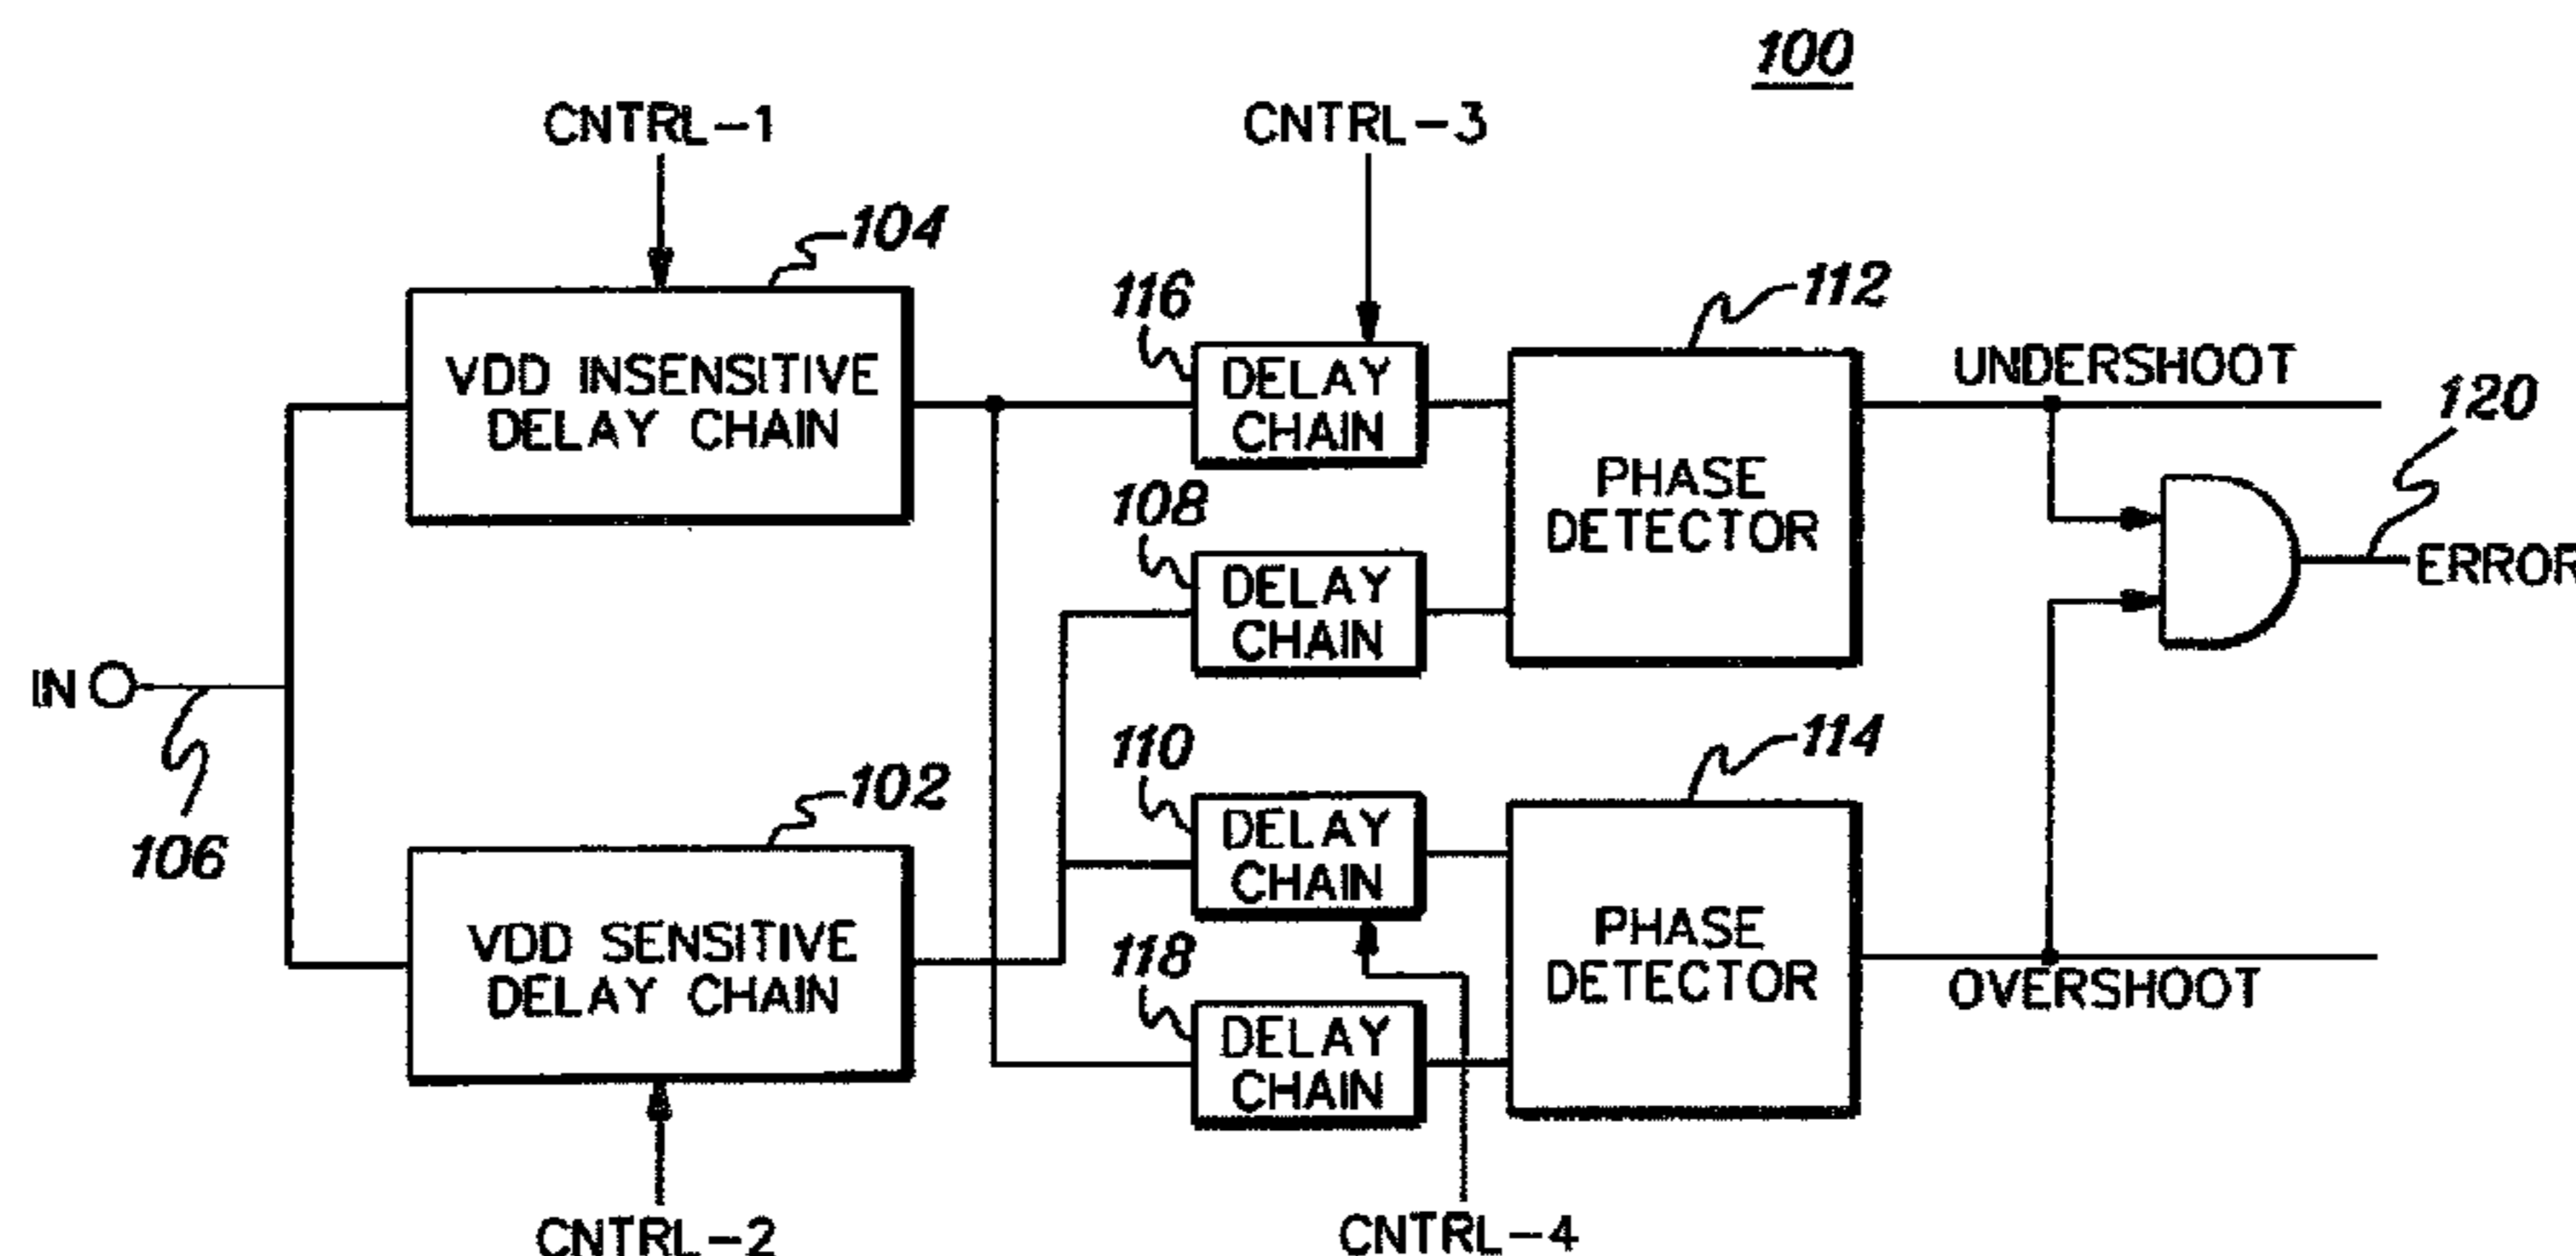 100
CNTRL-1
CNTRL-3
104
VDD INSENSITIVE
DELAY CHAIN
116
DELAY
CHAIN
112
PHASE
DETECTOR
UNDERSHOOT
120
ERROR
108
DELAY
CHAIN
IN
106
102
VDD SENSITIVE
DELAY CHAIN
110
DELAY
CHAIN
114
PHASE
DETECTOR
OVERSHOOT
118
DELAY
CHAIN
CNTRL-2
CNTRL-4